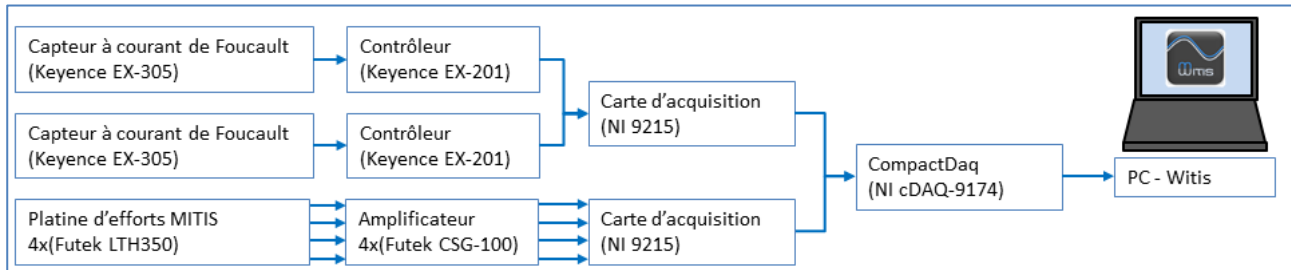 Capteur à courant de Foucault
(Keyence EX-305)
Contrôleur
(Keyence EX-201)
Capteur à courant de Foucault
(Keyence EX-305)
Contrôleur
(Keyence EX-201)
Carte d'acquisition
(NI 9215)
Platine d'efforts MITIS
4x(Futek LTH350)
Amplificateur
4x(Futek CSG-100)
Carte d'acquisition
(NI 9215)
CompactDaq
(NI cDAQ-9174)
PC - Witis